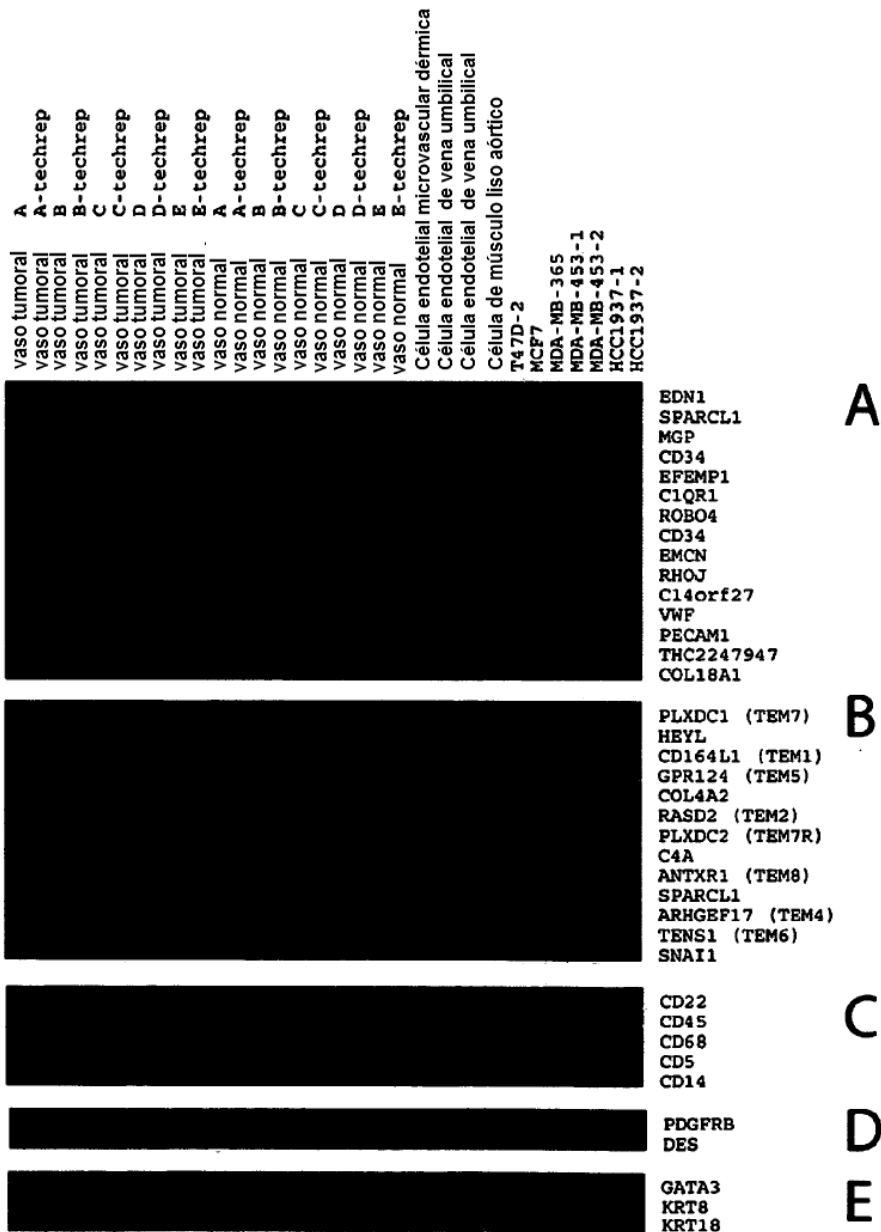 vaso tumoral A
vaso tumoral A-techrep
vaso tumoral B
vaso tumoral B-techrep
vaso tumoral C
vaso tumoral C-techrep
vaso tumoral D
vaso tumoral D-techrep
vaso tumoral E
vaso tumoral E-techrep
vaso normal A
vaso normal A-techrep
vaso normal B
vaso normal B-techrep
vaso normal C
vaso normal C-techrep
vaso normal D
vaso normal D-techrep
vaso normal E
vaso normal E-techrep
Célula endotelial microvascular dérmica
Célula endotelial de vena umbilical
Célula endotelial de vena umbilical
Célula de músculo liso aórtico
T47D-2
MCF7
MDA-MB-365
MDA-MB-453-1
MDA-MB-453-2
HCC1937-1
HCC1937-2
A
EDN1
SPARCL1
MGP
CD34
EFEMP1
C1QR1
ROBO4
CD34
EMCN
RHOJ
C14orf27
VWF
PECAM1
THC2247947
COL18A1
B
PLXDC1 (TEM7)
HEYL
CD164L1 (TEM1)
GPR124 (TEM5)
COL4A2
RASD2 (TEM2)
PLXDC2 (TEM7R)
C4A
ANTXR1 (TEM8)
SPARCL1
ARHGEF17 (TEM4)
TENS1 (TEM6)
SNAI1
C
CD22
CD45
CD68
CD5
CD14
D
PDGFRB
DES
E
GATA3
KRT8
KRT18